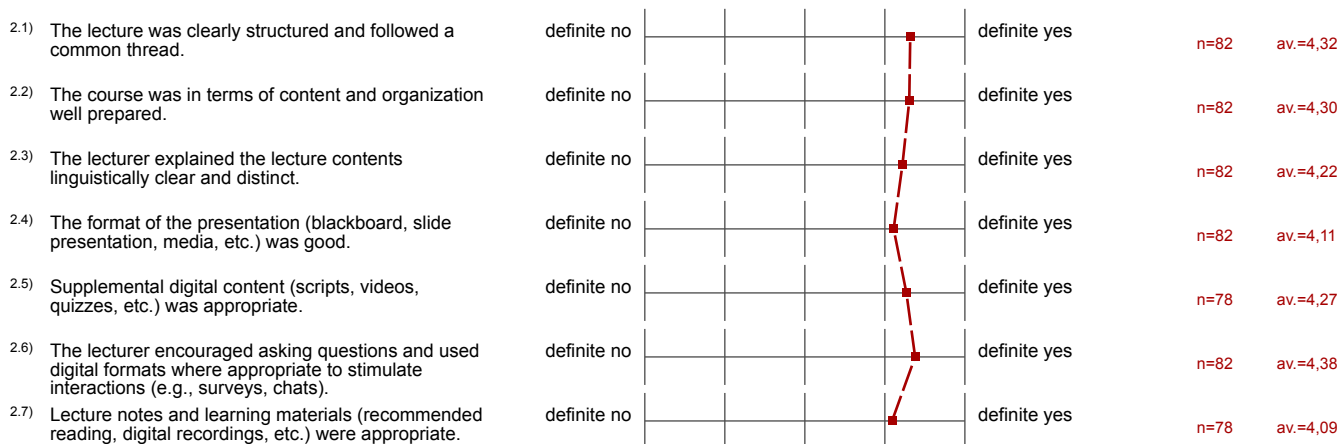 2.1) The lecture was clearly structured and followed a common thread. definite no definite yes n=82 av.=4,32
2.2) The course was in terms of content and organization well prepared. definite no definite yes n=82 av.=4,30
2.3) The lecturer explained the lecture contents linguistically clear and distinct. definite no definite yes n=82 av.=4,22
2.4) The format of the presentation (blackboard, slide presentation, media, etc.) was good. definite no definite yes n=82 av.=4,11
2.5) Supplemental digital content (scripts, videos, quizzes, etc.) was appropriate. definite no definite yes n=78 av.=4,27
2.6) The lecturer encouraged asking questions and used digital formats where appropriate to stimulate interactions (e.g., surveys, chats). definite no definite yes n=82 av.=4,38
2.7) Lecture notes and learning materials (recommended reading, digital recordings, etc.) were appropriate. definite no definite yes n=78 av.=4,09